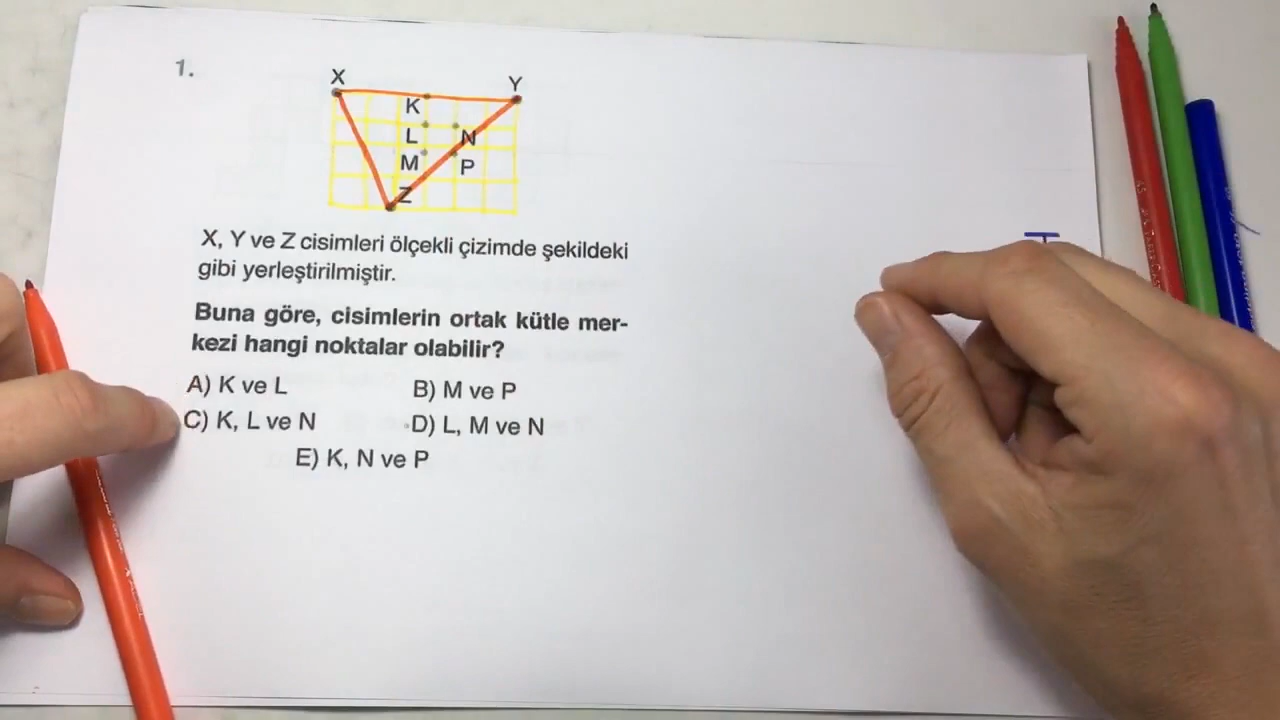 1.
X Y
K
L N
M P
Z
X, Y ve Z cisimleri ölçekli çizimde şekildeki
gibi yerleştirilmiştir.
Buna göre, cisimlerin ortak kütle mer-
kezi hangi noktalar olabilir?
A) K ve L B) M ve P
C) K, L ve N D) L, M ve N
E) K, N ve P